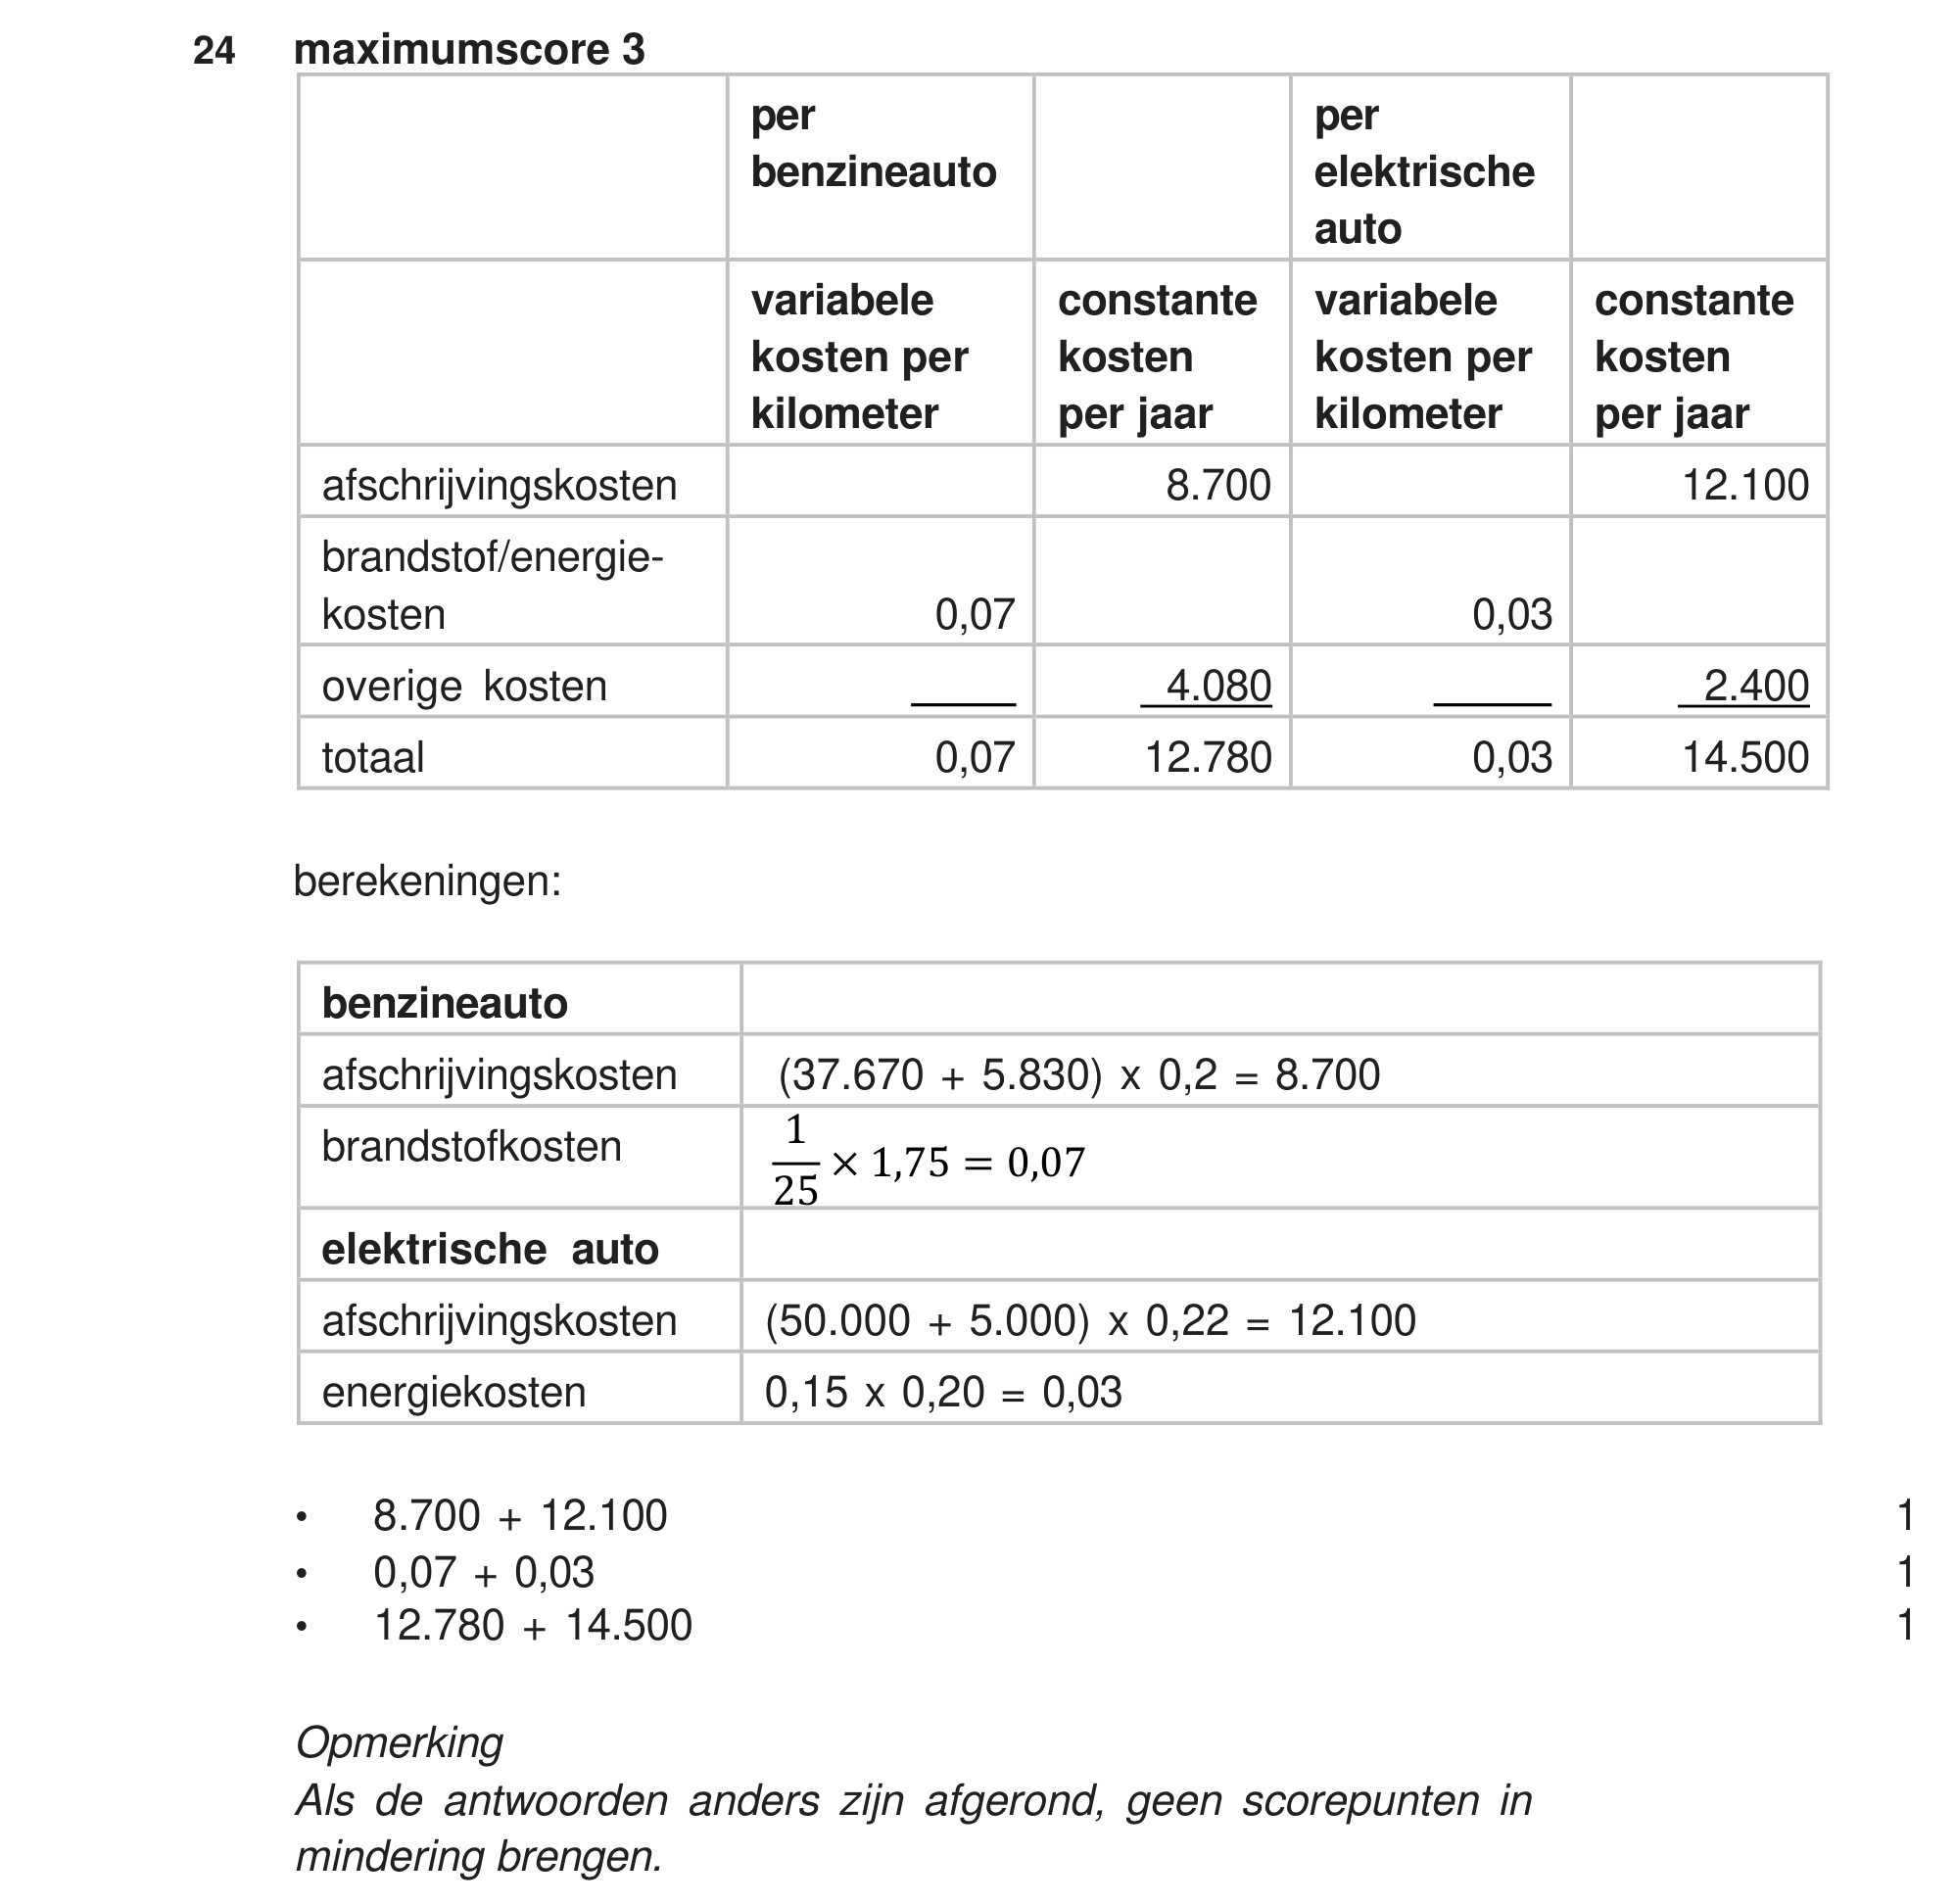 24 maximumscore 3
per benzineauto per elektrische auto
variabele kosten per kilometer constante kosten per jaar variabele kosten per kilometer constante kosten per jaar
afschrijvingskosten 8.700 12.100
brandstof/energie-
kosten 0,07 0,03
overige kosten 4.080 2.400
totaal 0,07 12.780 0,03 14.500
berekeningen:
benzineauto
afschrijvingskosten (37.670 + 5.830) x 0,2 = 8.700
brandstofkosten 1/25 × 1,75 = 0,07
elektrische auto
afschrijvingskosten (50.000 + 5.000) x 0,22 = 12.100
energiekosten 0,15 x 0,20 = 0,03
• 8.700 + 12.100 1
• 0,07 + 0,03 1
• 12.780 + 14.500 1
Opmerking
Als de antwoorden anders zijn afgerond, geen scorepunten in
mindering brengen.